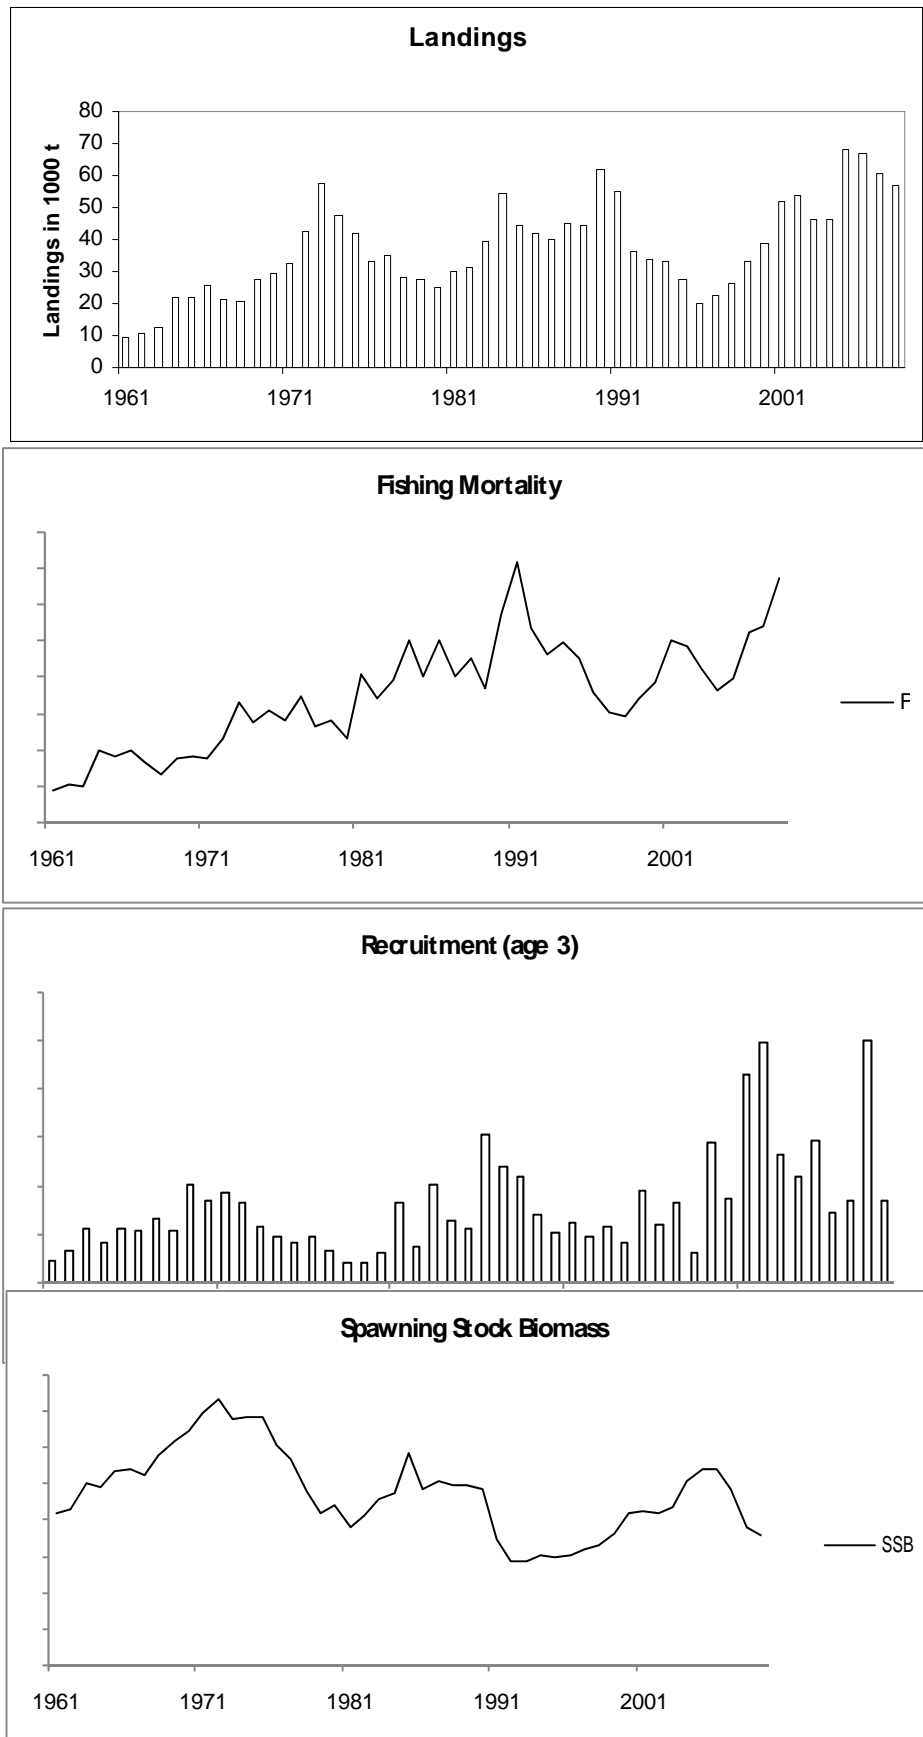 Landings
Landings in 1000 t
80
70
60
50
40
30
20
10
0
1961 1971 1981 1991 2001
Fishing Mortality
F
1961 1971 1981 1991 2001
Recruitment (age 3)
Spawning Stock Biomass
SSB
1961 1971 1981 1991 2001